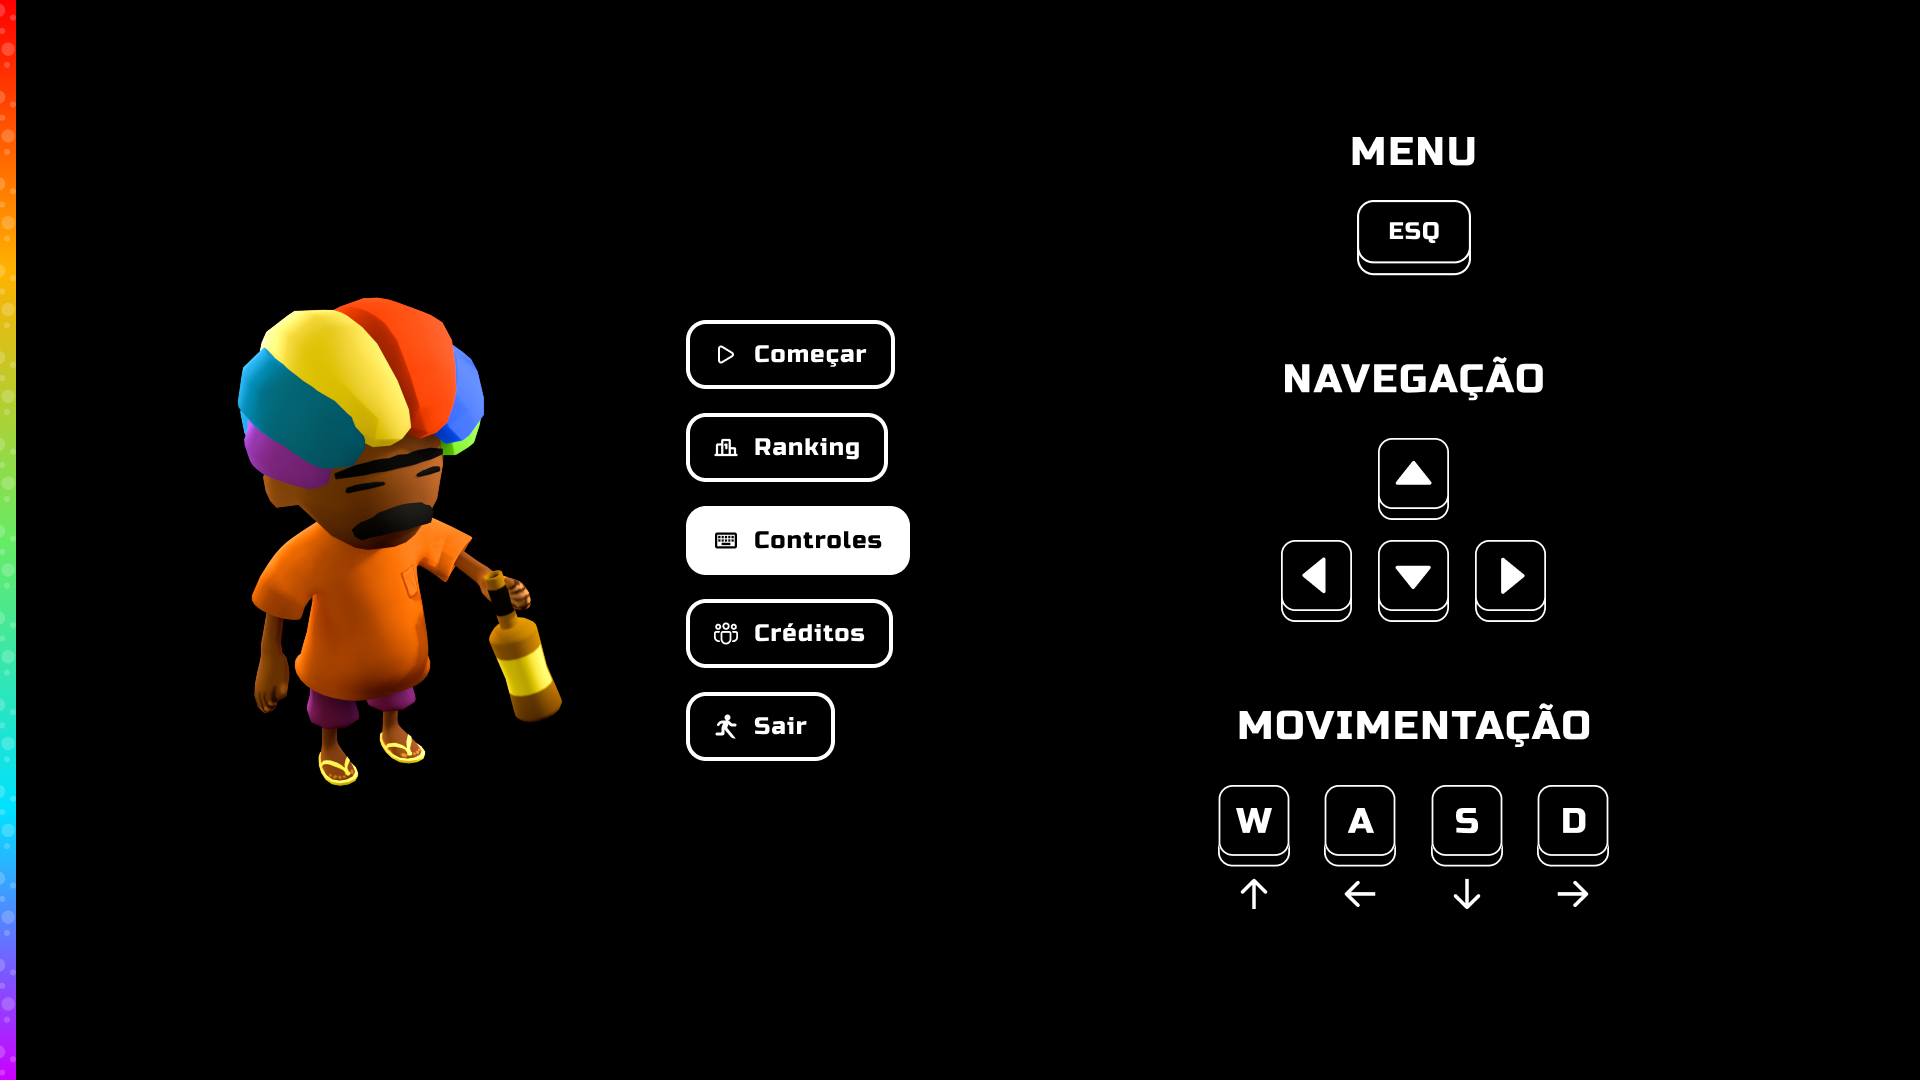 Começar
Ranking
Controles
Créditos
Sair
MENU
ESQ
NAVEGAÇÃO
MOVIMENTAÇÃO
W A S D